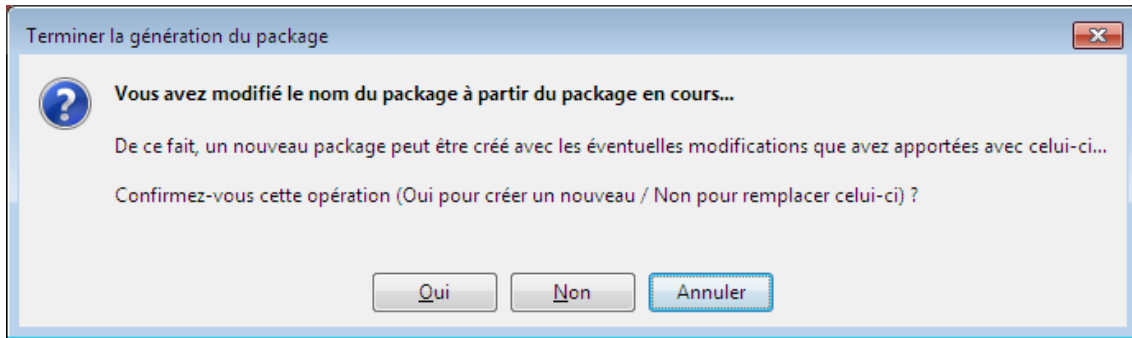 Terminer la génération du package
Vous avez modifié le nom du package à partir du package en cours...
De ce fait, un nouveau package peut être créé avec les éventuelles modifications que avez apportées avec celui-ci...
Confirmez-vous cette opération (Oui pour créer un nouveau / Non pour remplacer celui-ci) ?
Oui Non Annuler